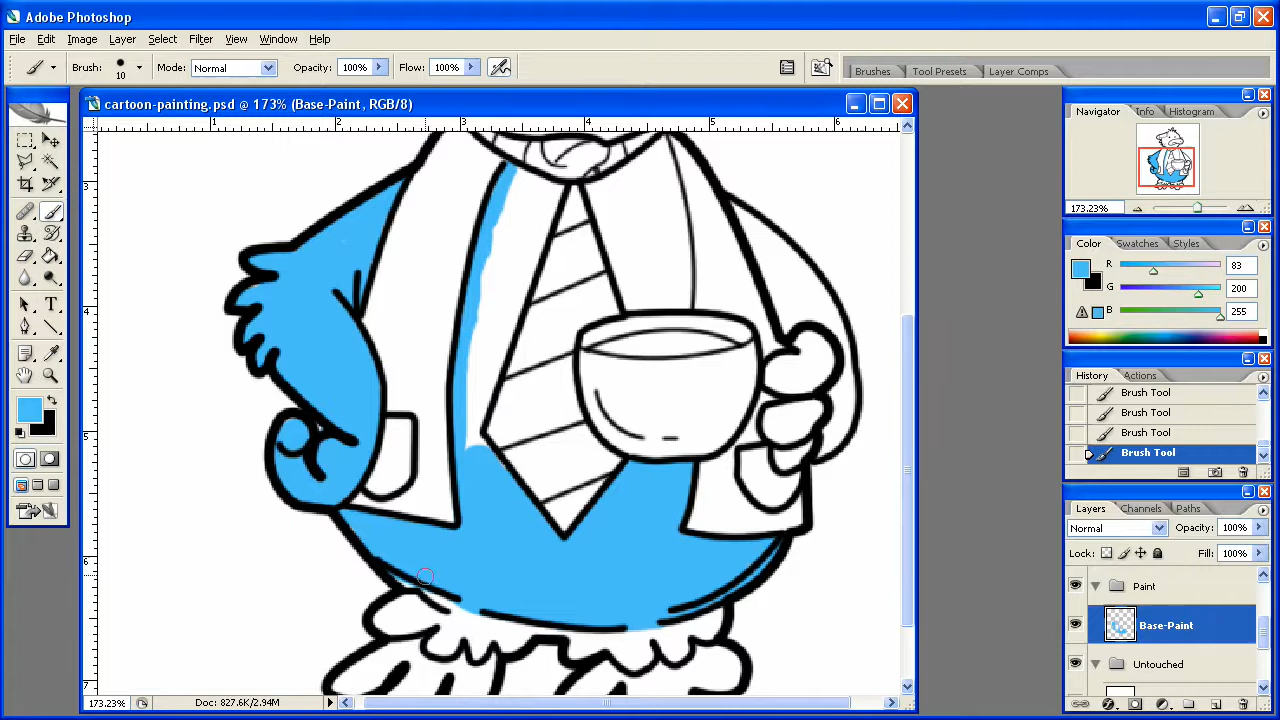 Adobe Photoshop
File Edit Image Layer Select Filter View Window Help
Brush: 10 Mode: Normal Opacity: 100% Flow: 100% Brushes Tool Presets Layer Comps
cartoon-painting.psd @ 173% (Base-Paint, RGB/8)
1 2 3 4 5 6
3
4
5
6
7
173.23% Doc: 827.6K/2.94M
Navigator Info Histogram
173.23%
Color Swatches Styles
R 83
G 200
B 255
History Actions
Brush Tool
Brush Tool
Brush Tool
Brush Tool
Layers Channels Paths
Normal Opacity: 100%
Lock: Fill: 100%
Paint
Base-Paint
Untouched